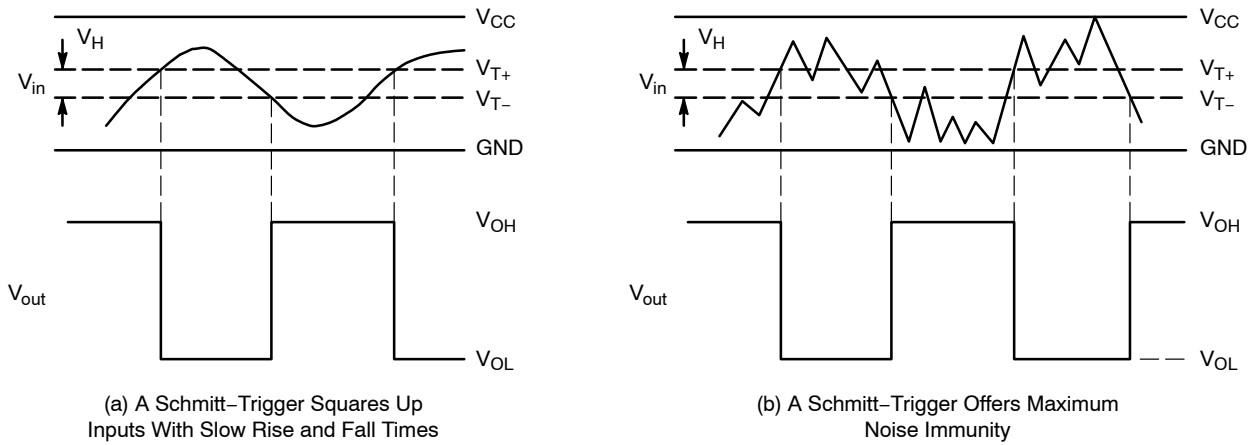 V_CC
V_H
V_T+
V_in
V_T−
GND
V_OH
V_out
V_OL
(a) A Schmitt−Trigger Squares Up
Inputs With Slow Rise and Fall Times
V_CC
V_H
V_T+
V_in
V_T−
GND
V_OH
V_out
V_OL
(b) A Schmitt−Trigger Offers Maximum
Noise Immunity